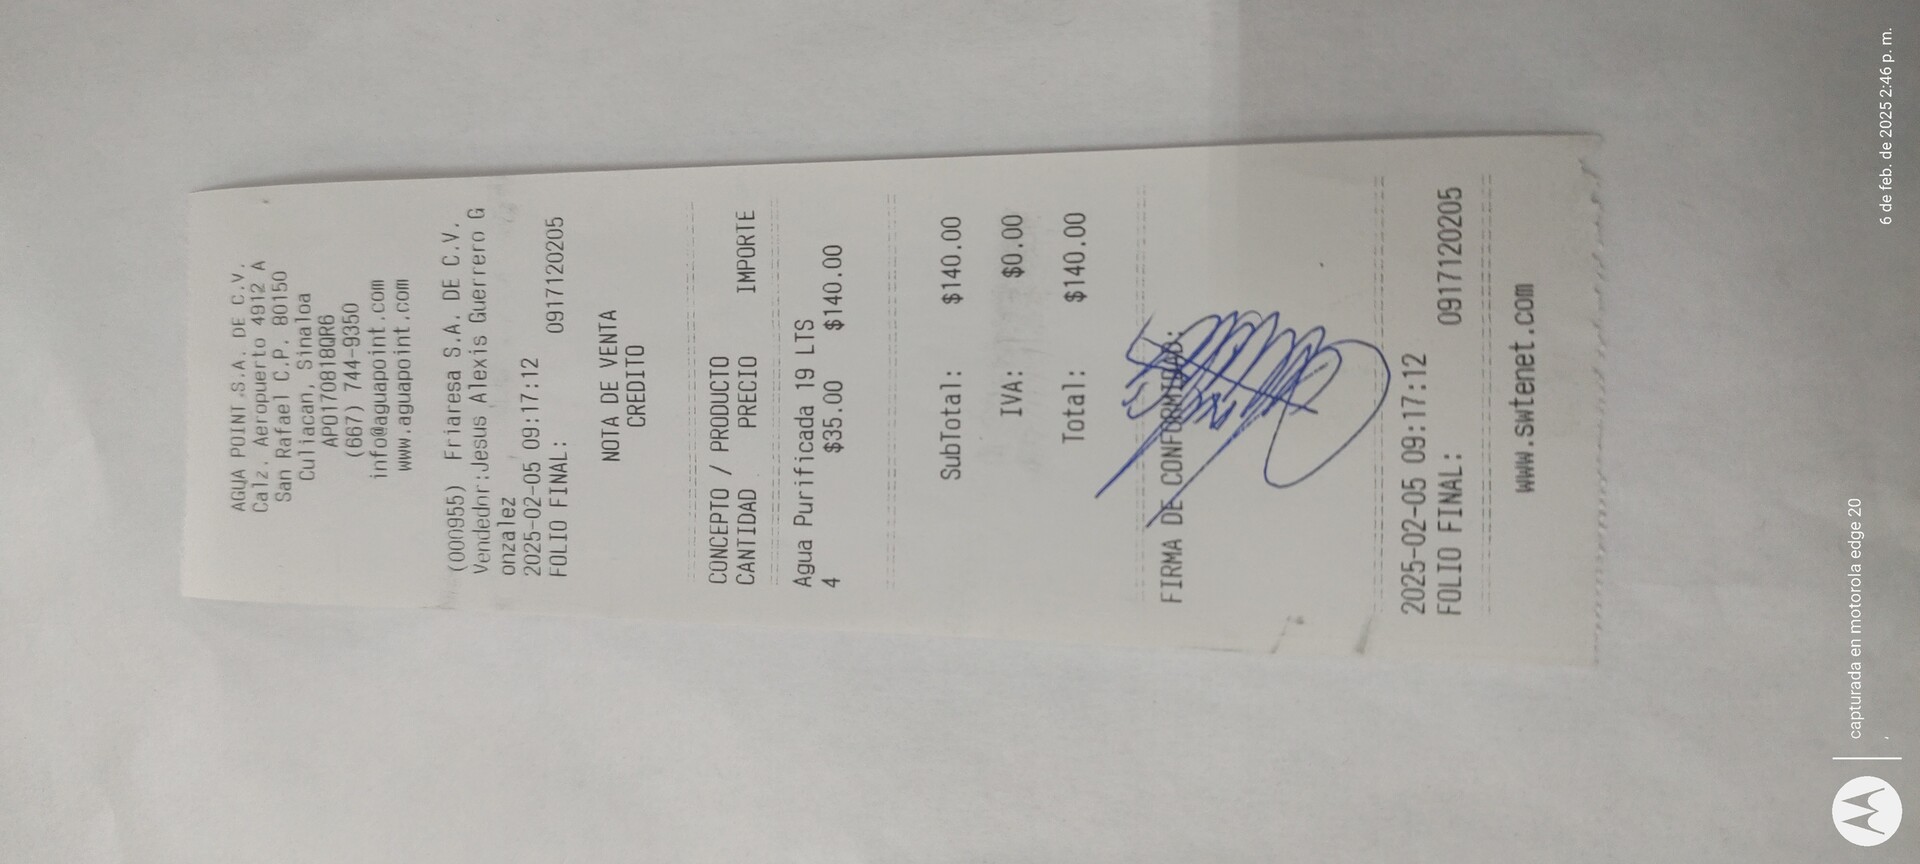 AGUA POINT.S.A. DE C.V.
Calz. Aeropuerto 4912 A
San Rafael C.P. 80150
Culiacan, Sinaloa
APO170818QR6
(667) 744-9350
info@aguapoint.com
www.aguapoint.com
(000955) Friaresa S.A. DE C.V.
Vendednr:Jesus Alexis Guerrero G
onzalez
2025-02-05 09:17:12
FOLIO FINAL: 0917120205
NOTA DE VENTA
CREDITO
CONCEPTO / PRODUCTO
CANTIDAD PRECIO IMPORTE
Agua Purificada 19 LTS
4 $35.00 $140.00
SubTotal: $140.00
IVA: $0.00
Total: $140.00
FIRMA DE CONFORMIDAD:
2025-02-05 09:17:12
FOLIO FINAL: 0917120205
www.swtenet.com
capturada en motorola edge 20
6 de feb. de 2025 2:46 p. m.